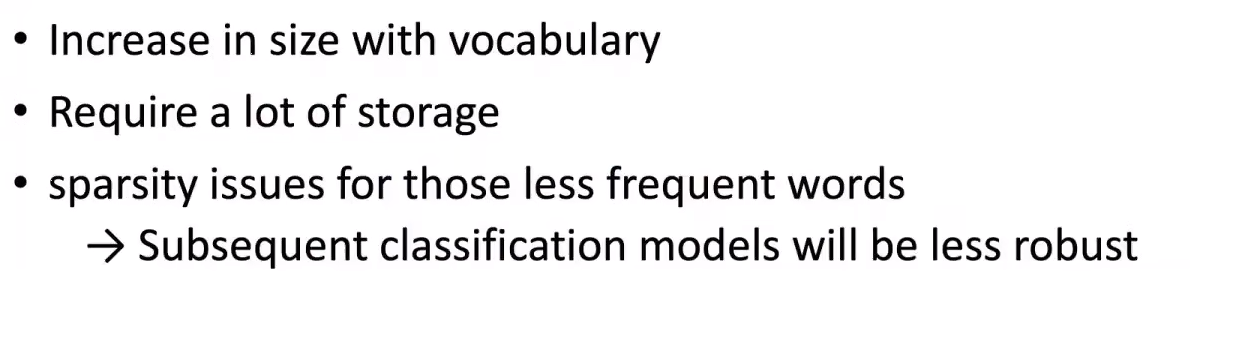 • Increase in size with vocabulary
• Require a lot of storage
• sparsity issues for those less frequent words
→ Subsequent classification models will be less robust